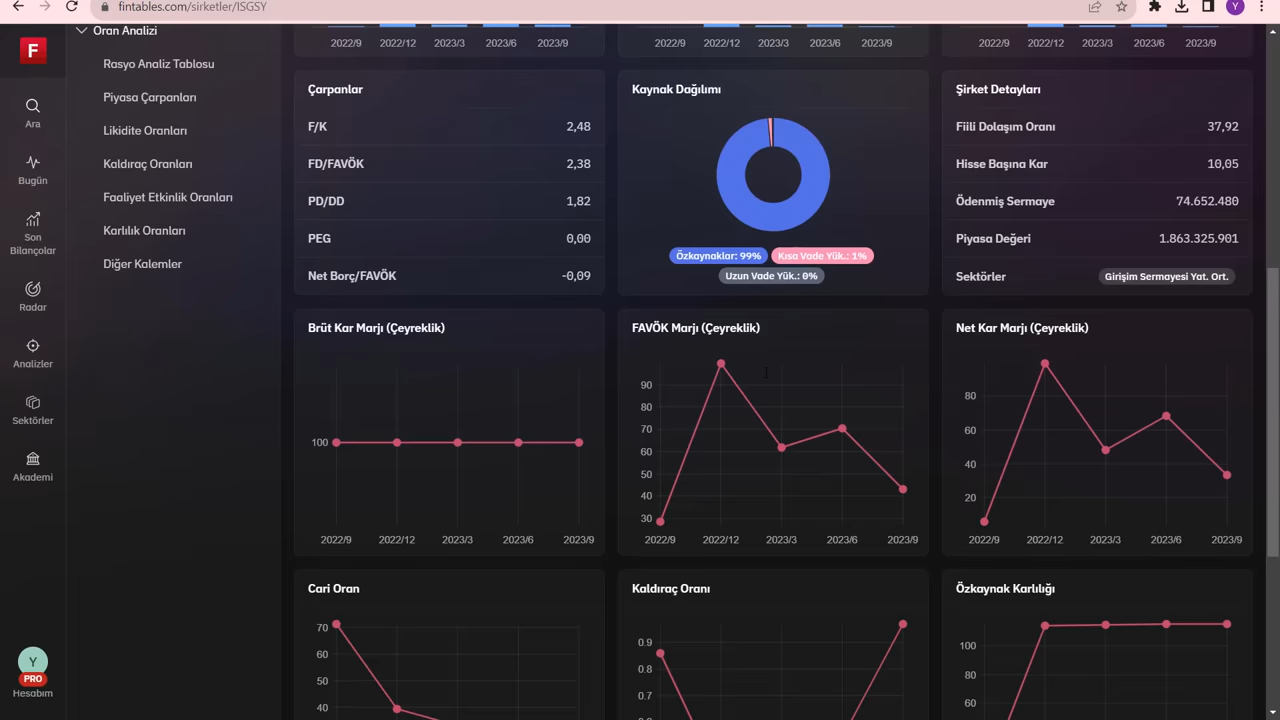 fintables.com/sirketler/ISGSY
Y
F
Ara
Bugün
Son
Bilançolar
Radar
Analizler
Sektörler
Akademi
Y
PRO
Hesabım
Oran Analizi
Rasyo Analiz Tablosu
Piyasa Çarpanları
Likidite Oranları
Kaldıraç Oranları
Faaliyet Etkinlik Oranları
Karlılık Oranları
Diğer Kalemler
2022/9 2022/12 2023/3 2023/6 2023/9
2022/9 2022/12 2023/3 2023/6 2023/9
2022/9 2022/12 2023/3 2023/6 2023/9
Çarpanlar
F/K 2,48
FD/FAVÖK 2,38
PD/DD 1,82
PEG 0,00
Net Borç/FAVÖK -0,09
Kaynak Dağılımı
Özkaynaklar: 99% Kısa Vade Yük.: 1%
Uzun Vade Yük.: 0%
Şirket Detayları
Fiili Dolaşım Oranı 37,92
Hisse Başına Kar 10,05
Ödenmiş Sermaye 74.652.480
Piyasa Değeri 1.863.325.901
Sektörler Girişim Sermayesi Yat. Ort.
Brüt Kar Marjı (Çeyreklik)
100
2022/9 2022/12 2023/3 2023/6 2023/9
FAVÖK Marjı (Çeyreklik)
90
80
70
60
50
40
30
2022/9 2022/12 2023/3 2023/6 2023/9
Net Kar Marjı (Çeyreklik)
80
60
40
20
2022/9 2022/12 2023/3 2023/6 2023/9
Cari Oran
70
60
50
40
Kaldıraç Oranı
0.9
0.8
0.7
Özkaynak Karlılığı
100
80
60